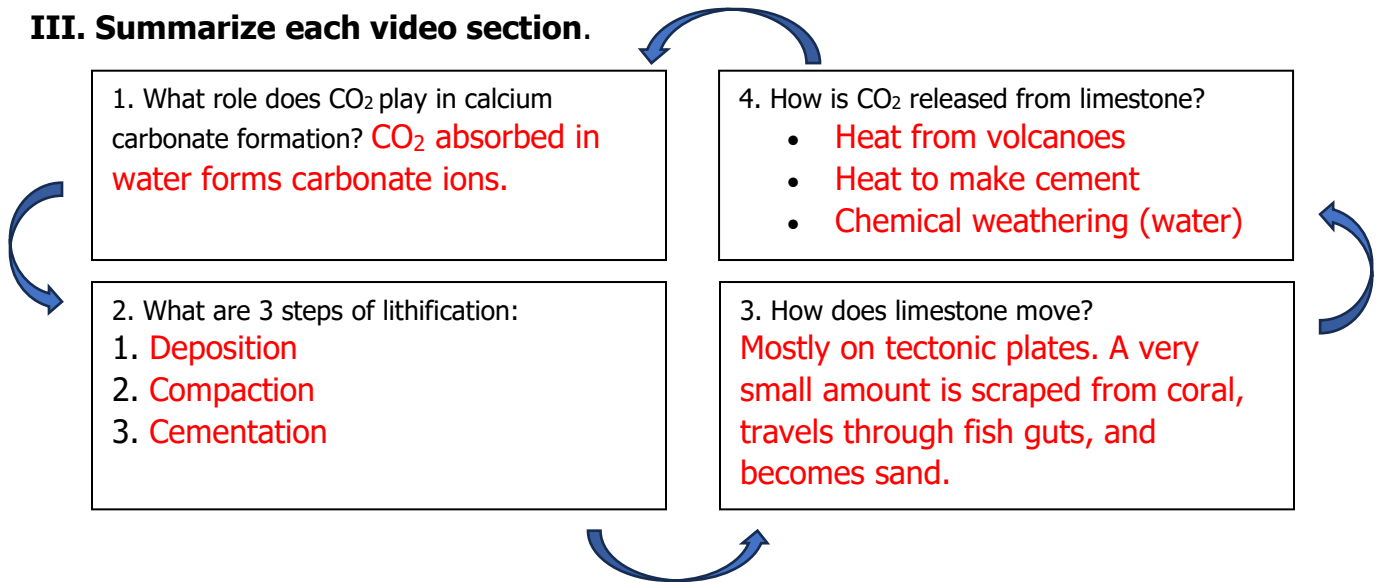 III. Summarize each video section.
1. What role does CO₂ play in calcium
carbonate formation? CO₂ absorbed in
water forms carbonate ions.
2. What are 3 steps of lithification:
1. Deposition
2. Compaction
3. Cementation
3. How does limestone move?
Mostly on tectonic plates. A very
small amount is scraped from coral,
travels through fish guts, and
becomes sand.
4. How is CO₂ released from limestone?
• Heat from volcanoes
• Heat to make cement
• Chemical weathering (water)